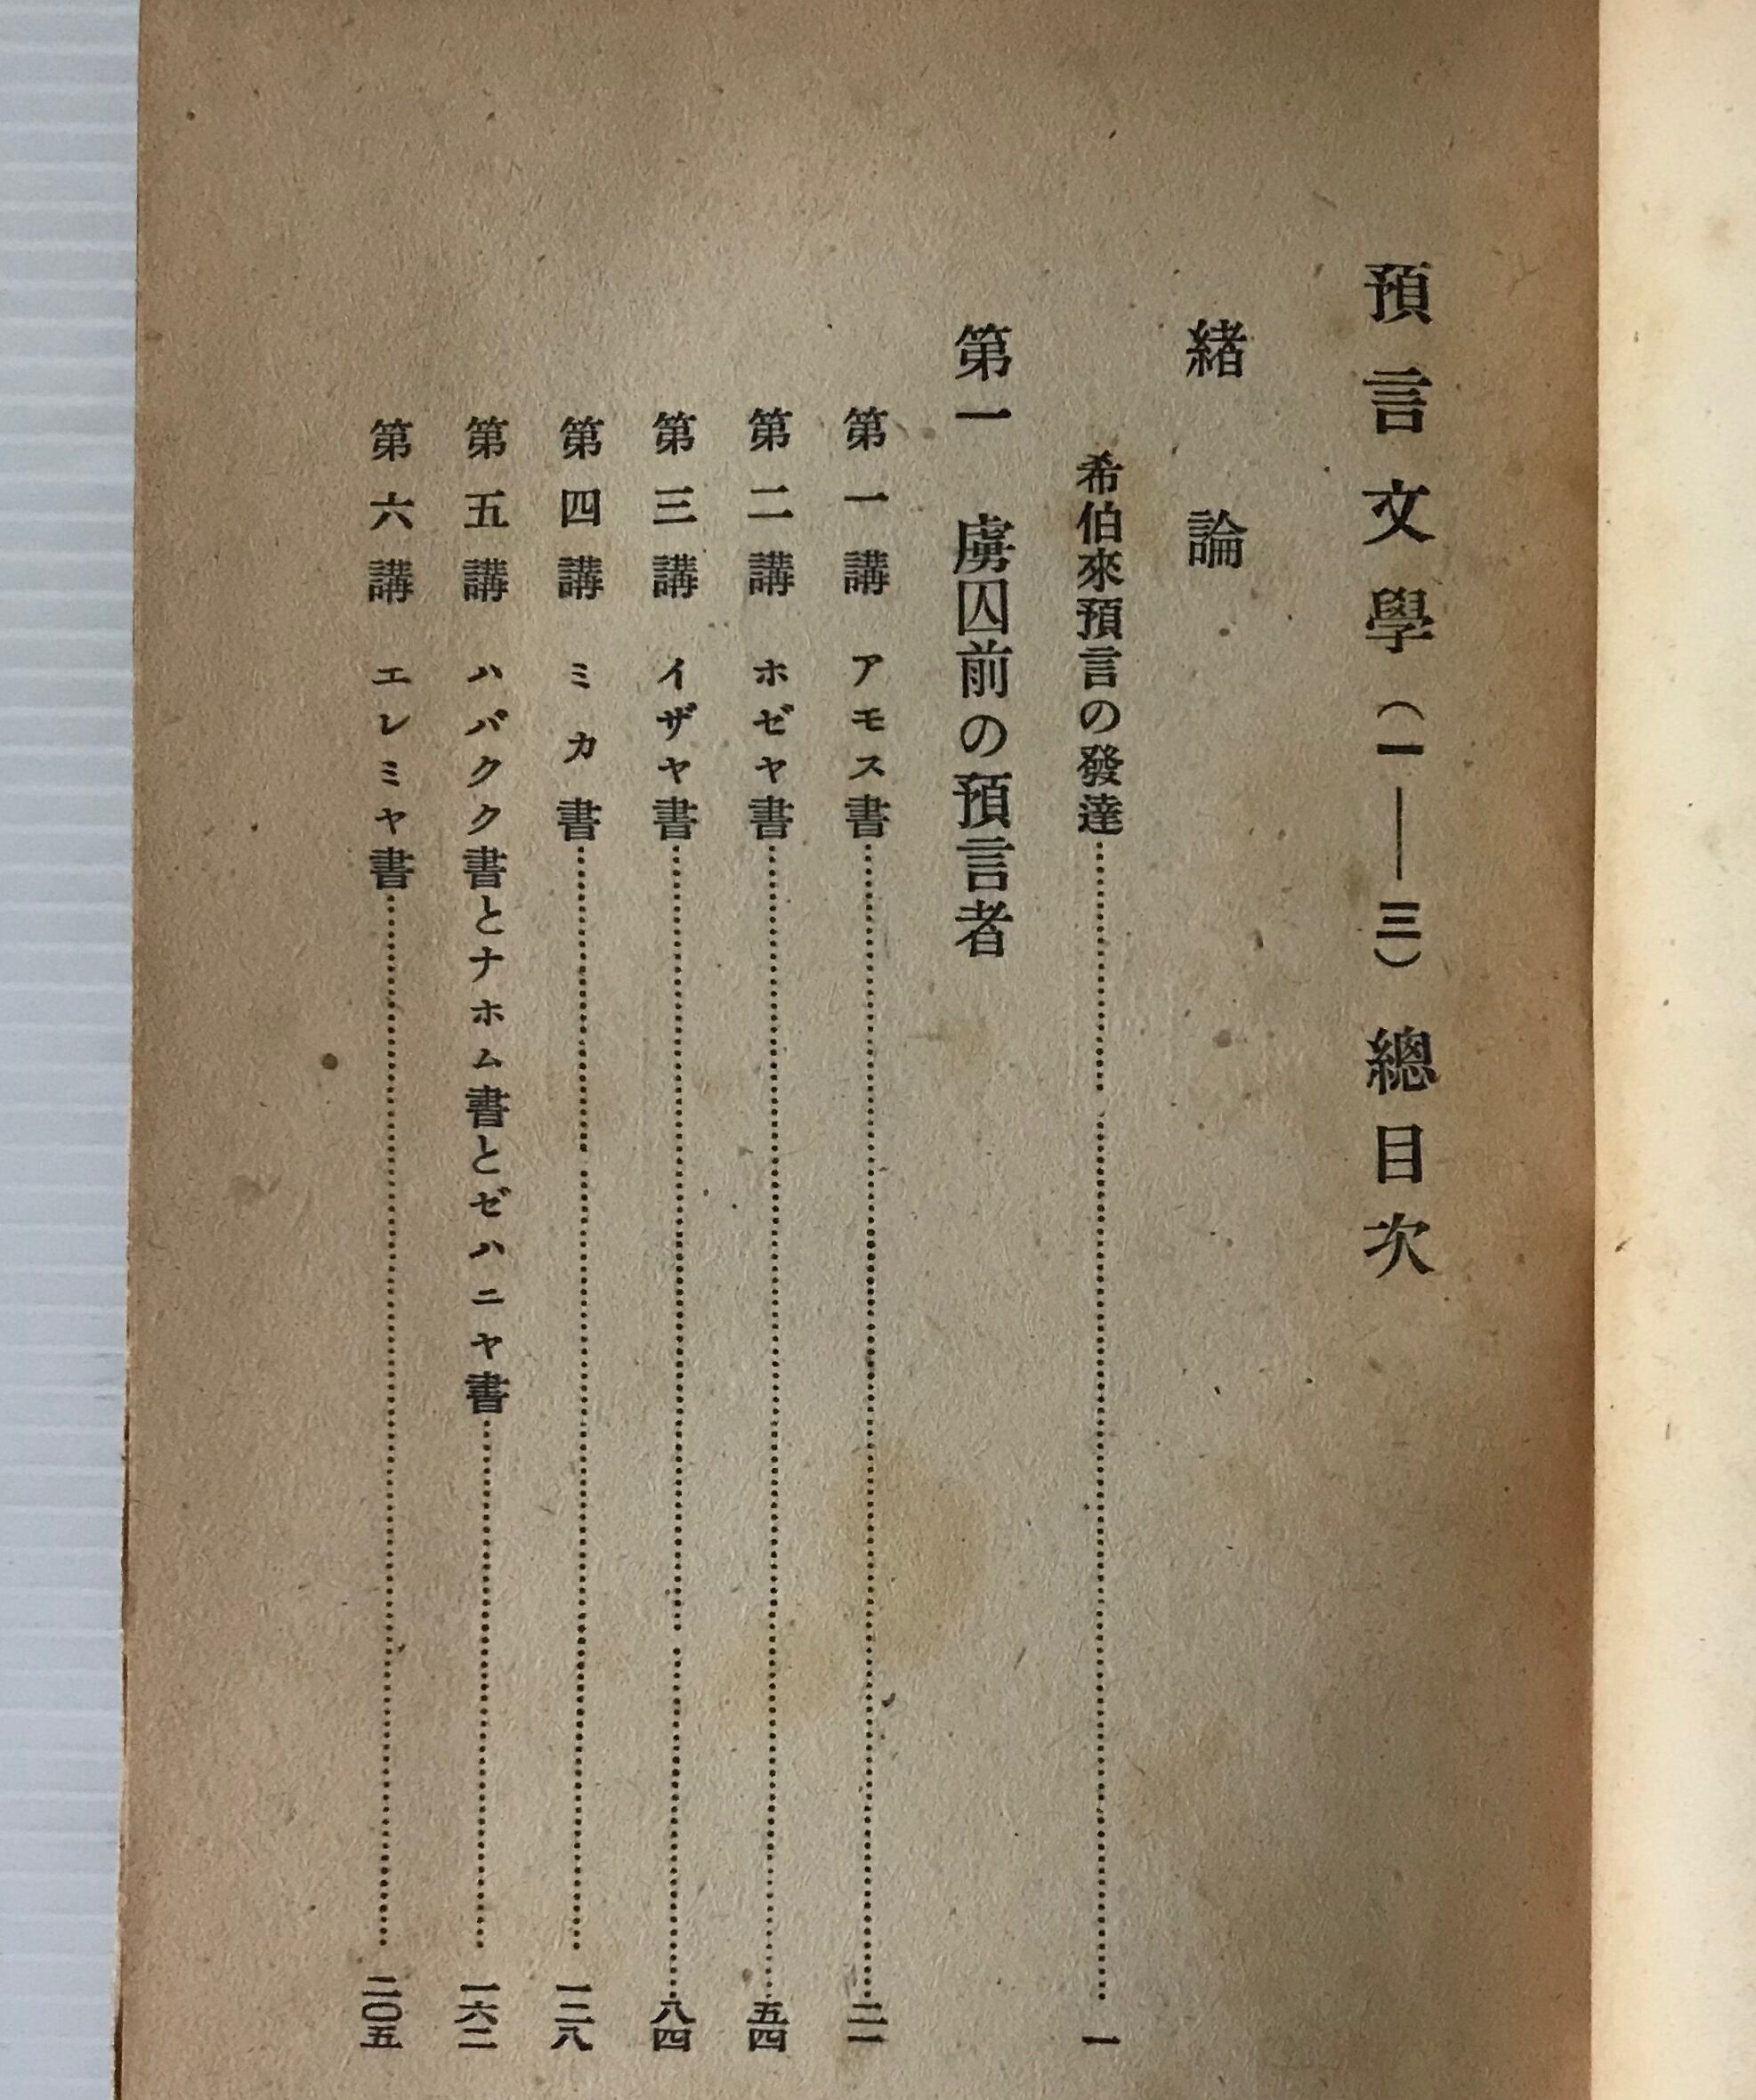 預言文學(一——三)總目次
緒論
希伯來預言の發達……一
第一 虜囚前の預言者
第一講 アモス書……二一
第二講 ホゼヤ書……五四
第三講 イザヤ書……八四
第四講 ミカ書……一二八
第五講 ハバクク書とナホム書とゼハニヤ書……一六二
第六講 エレミヤ書……二〇五